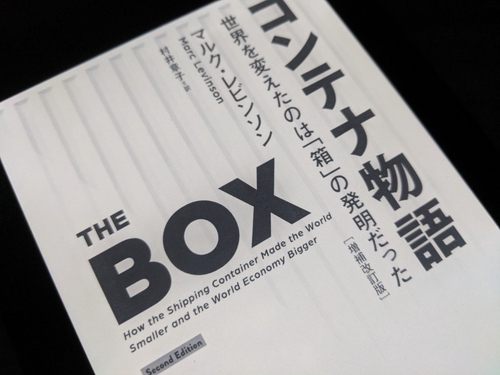 コンテナ物語
世界を変えたのは「箱」の発明だった
[増補改訂版]
マルク・レビンソン
Marc Levinson
村井章子=訳
THE
BOX
How the Shipping Container Made the World
Smaller and the World Economy Bigger
Second Edition